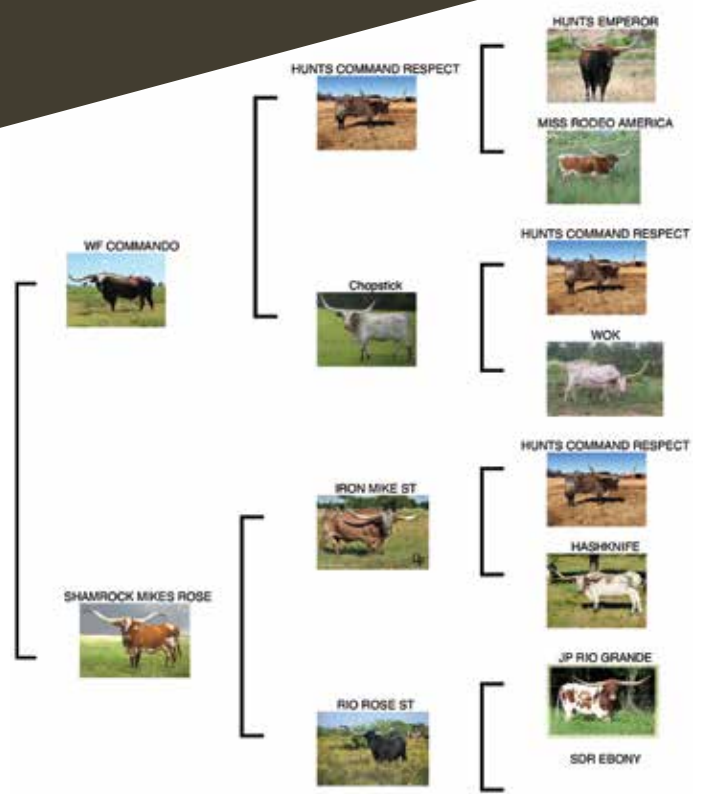 HUNTS EMPEROR
HUNTS COMMAND RESPECT
MISS RODEO AMERICA
HUNTS COMMAND RESPECT
WF COMMANDO
Chopstick
WOK
HUNTS COMMAND RESPECT
IRON MIKE ST
HASHKNIFE
SHAMROCK MIKES ROSE
JP RIO GRANDE
RIO ROSE ST
SDR EBONY